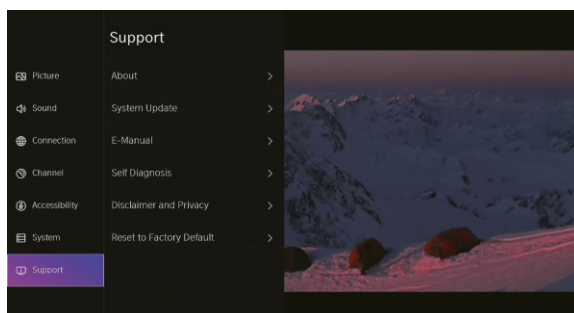 Support
Picture
Sound
Connection
Channel
Accessibility
System
Support
About
System Update
E-Manual
Self Diagnosis
Disclaimer and Privacy
Reset to Factory Default